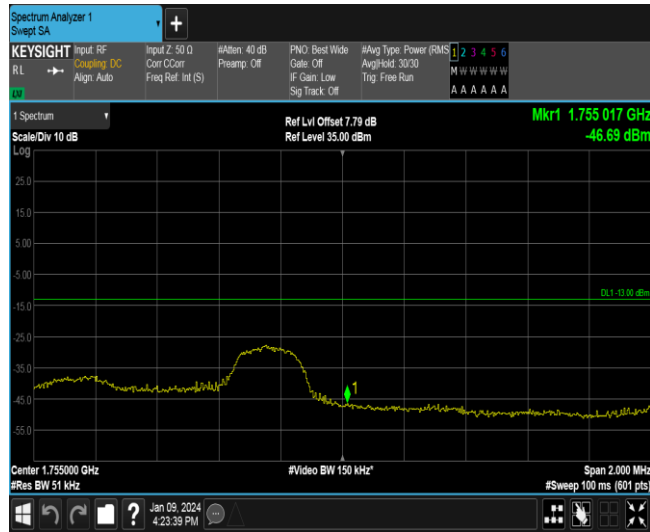 Spectrum Analyzer 1
Swept SA
KEYSIGHT
RL
LXI
Input: RF
Coupling: DC
Align: Auto
Input Z: 50 Ω
Corr CCorr
Freq Ref: Int (S)
#Atten: 40 dB
Preamp: Off
PNO: Best Wide
Gate: Off
IF Gain: Low
Sig Track: Off
#Avg Type: Power (RMS
Avg|Hold: 30/30
Trig: Free Run
1 2 3 4 5 6
M W W W W W
A A A A A A
1 Spectrum
Scale/Div 10 dB
Ref Lvl Offset 7.79 dB
Ref Level 35.00 dBm
Mkr1 1.755 017 GHz
-46.69 dBm
Log
25.0
15.0
5.00
-5.00
DL1 -13.00 dBm
-15.0
-25.0
-35.0
1
-45.0
-55.0
Center 1.755000 GHz
#Video BW 150 kHz*
Span 2.000 MHz
#Res BW 51 kHz
#Sweep 100 ms (601 pts)
?
Jan 09, 2024
4:23:39 PM